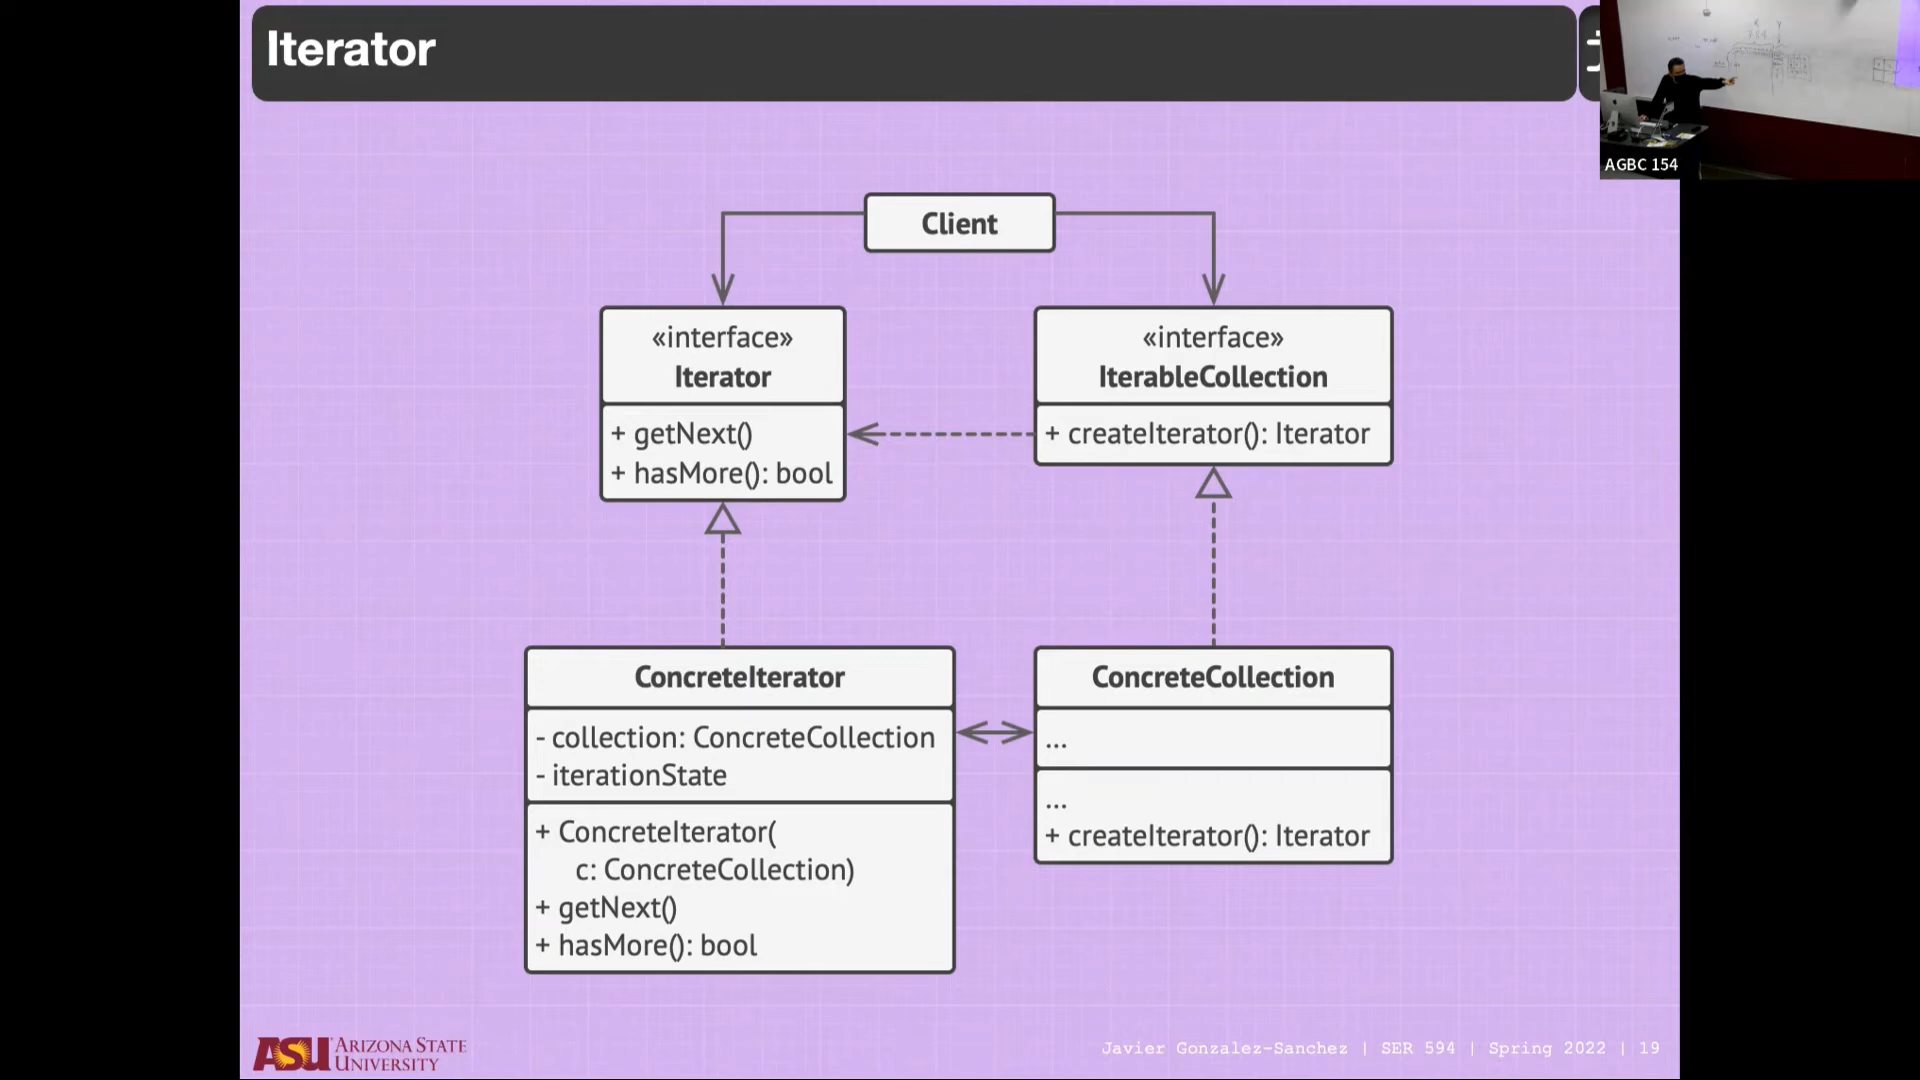 Iterator
AGBC 154
Client
«interface»
Iterator
+ getNext()
+ hasMore(): bool
«interface»
IterableCollection
+ createIterator(): Iterator
ConcreteIterator
- collection: ConcreteCollection
- iterationState
+ ConcreteIterator(
c: ConcreteCollection)
+ getNext()
+ hasMore(): bool
ConcreteCollection
...
...
+ createIterator(): Iterator
ASU ARIZONA STATE
UNIVERSITY
Javier Gonzalez-Sanchez | SER 594 | Spring 2022 | 19